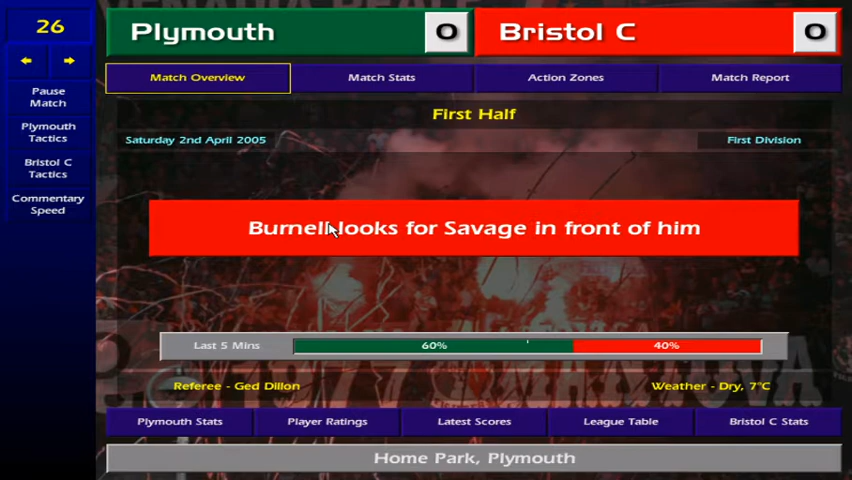 26
Plymouth 0 Bristol C 0
Match Overview Match Stats Action Zones Match Report
Pause
Match
Plymouth
Tactics
Bristol C
Tactics
Commentary
Speed
First Half
Saturday 2nd April 2005 First Division
Burnell looks for Savage in front of him
Last 5 Mins 60% 40%
Referee - Ged Dillon Weather - Dry, 7°C
Plymouth Stats Player Ratings Latest Scores League Table Bristol C Stats
Home Park, Plymouth